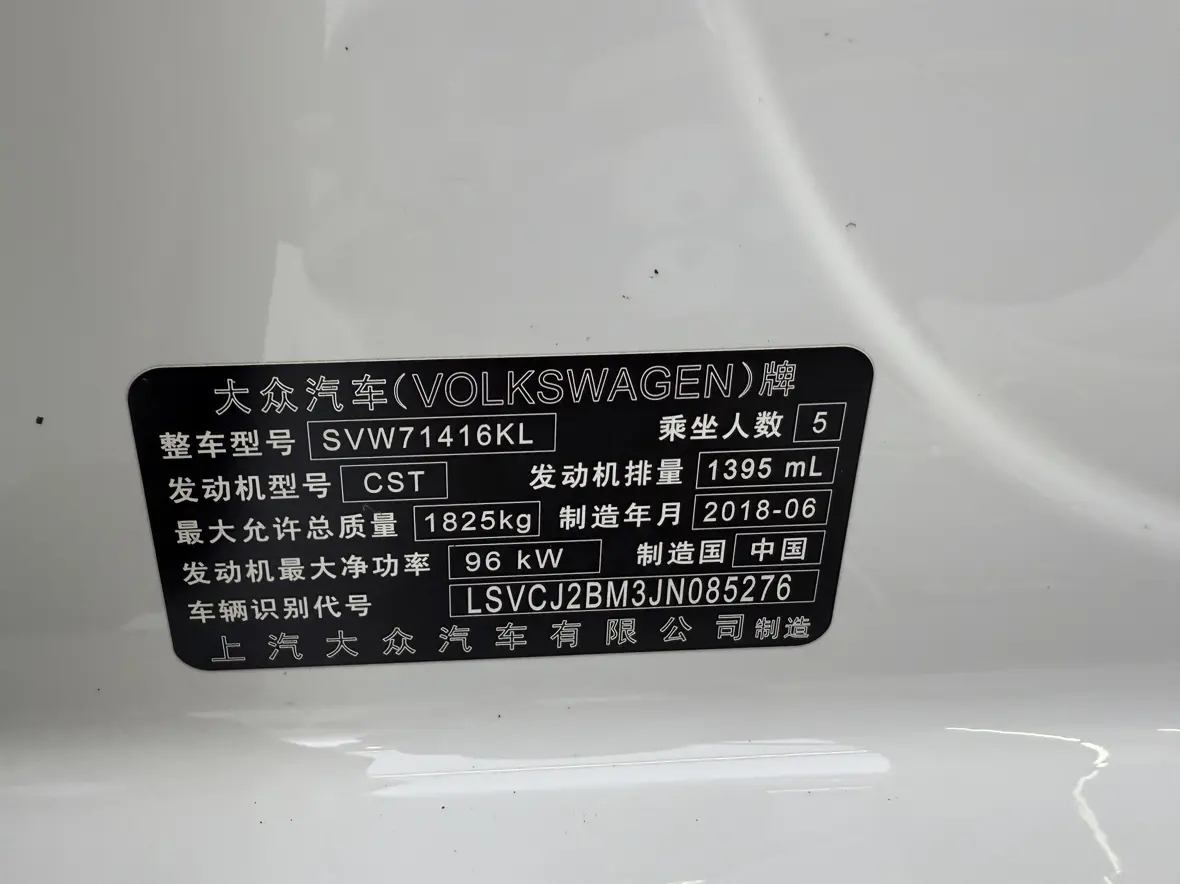 大众汽车(VOLKSWAGEN)牌
整车型号 SVW71416KL 乘坐人数 5
发动机型号 CST 发动机排量 1395 mL
最大允许总质量 1825kg 制造年月 2018-06
发动机最大净功率 96 kW 制造国 中国
车辆识别代号 LSVCJ2BM3JN085276
上汽大众汽车有限公司制造